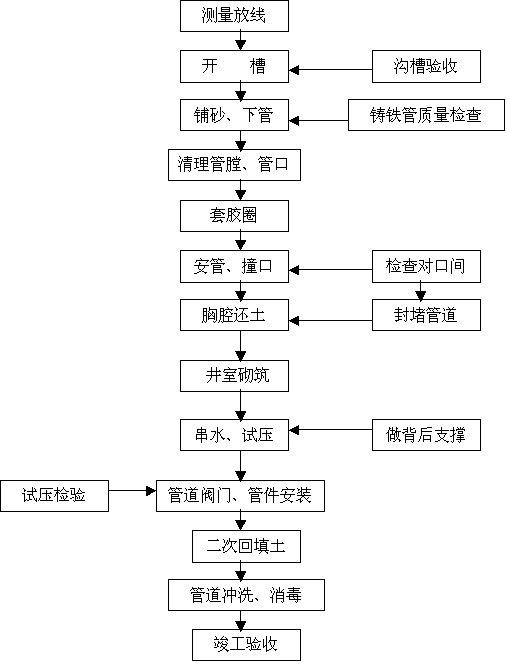 测量放线
开 槽
沟槽验收
铺砂、下管
铸铁管质量检查
清理管膛、管口
套胶圈
安管、撞口
检查对口间
胸腔还土
封堵管道
井室砌筑
串水、试压
做背后支撑
试压检验
管道阀门、管件安装
二次回填土
管道冲洗、消毒
竣工验收